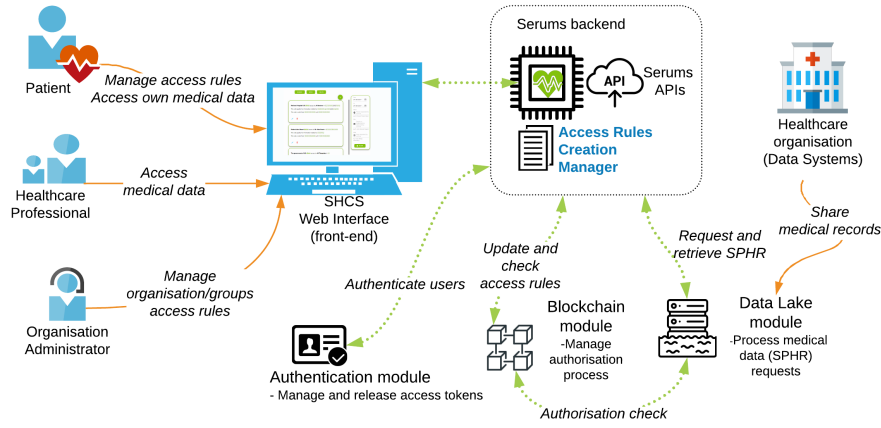 Patient
Manage access rules
Access own medical data
Healthcare
Professional
Access
medical data
Organisation
Administrator
Manage
organisation/groups
access rules
SHCS
Web Interface
(front-end)
Serums backend
API
Serums
APIs
Access Rules
Creation
Manager
Healthcare
organisation
(Data Systems)
Share
medical records
Authenticate users
Update and
check
access rules
Request and
retrieve SPHR
Authentication module
- Manage and release access tokens
Blockchain
module
-Manage
authorisation
process
Data Lake
module
-Process medical
data (SPHR)
requests
Authorisation check